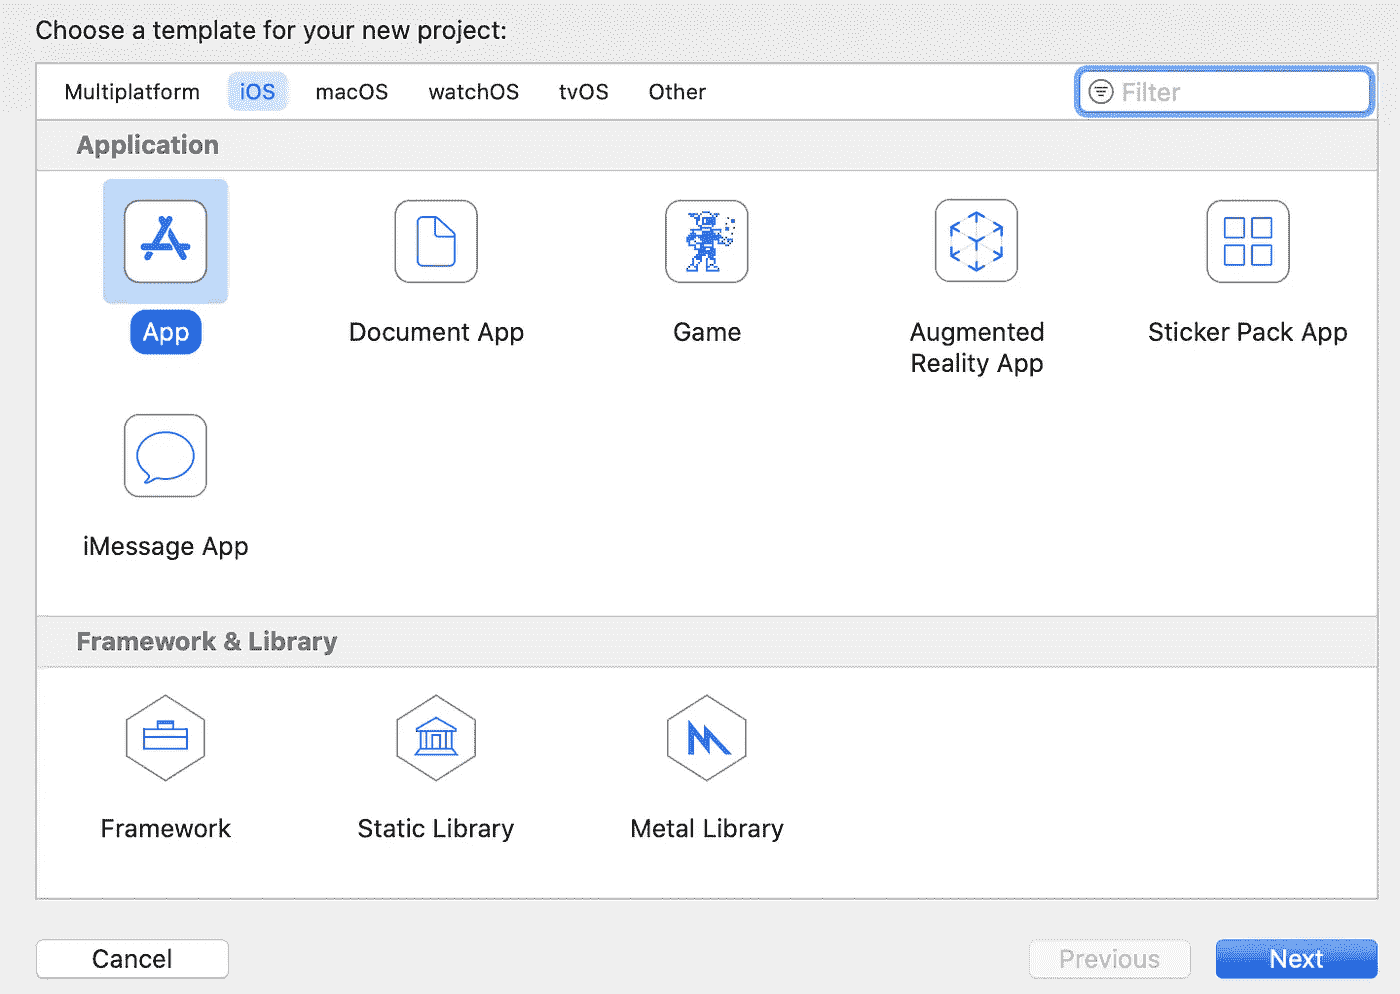 Choose a template for your new project:
Multiplatform iOS macOS watchOS tvOS Other Filter
Application
App Document App Game Augmented Reality App Sticker Pack App
iMessage App
Framework & Library
Framework Static Library Metal Library
Cancel Previous Next